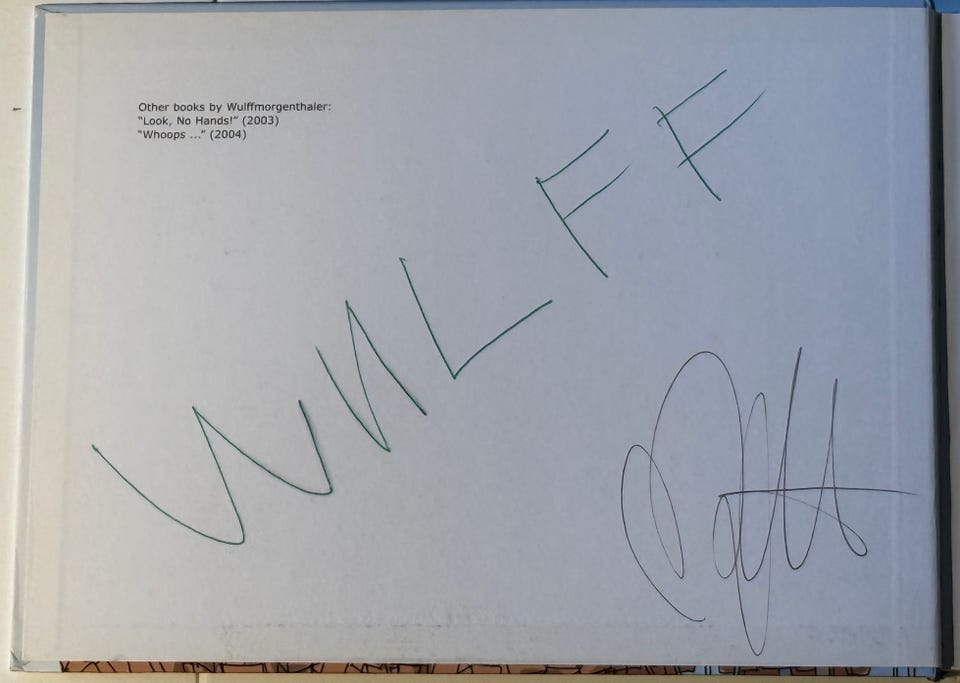 Other books by Wulffmorgenthaler:
"Look, No Hands!" (2003)
"Whoops ..." (2004)
WULFF